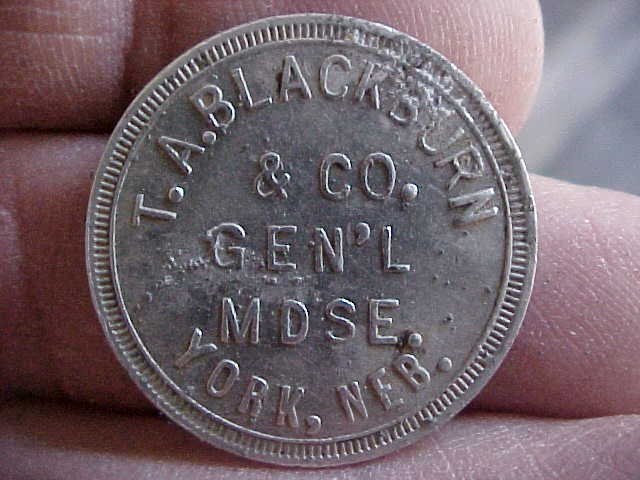 T. A. BLACKBURN
& CO.
GEN'L
MDSE.
YORK, NEB.